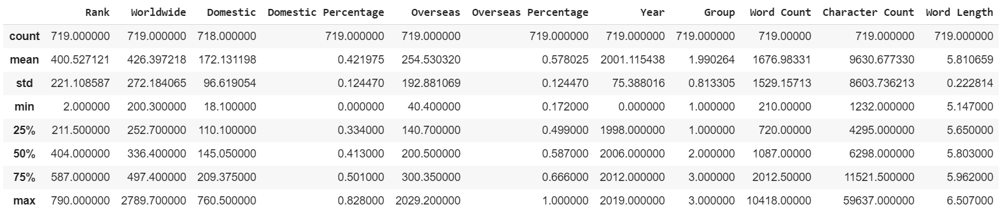 Rank Worldwide Domestic Domestic Percentage Overseas Overseas Percentage Year Group Word Count Character Count Word Length
count 719.000000 719.000000 718.000000 719.000000 719.000000 719.000000 719.000000 719.000000 719.00000 719.000000 719.000000
mean 400.527121 426.397218 172.131198 0.421975 254.530320 0.578025 2001.115438 1.990264 1676.98331 9630.677330 5.810659
std 221.108587 272.184065 96.619054 0.124470 192.881069 0.124470 75.388016 0.813305 1529.15713 8603.736213 0.222814
min 2.000000 200.300000 18.100000 0.000000 40.400000 0.172000 0.000000 1.000000 210.00000 1232.000000 5.147000
25% 211.500000 252.700000 110.100000 0.334000 140.700000 0.499000 1998.000000 1.000000 720.00000 4295.000000 5.650000
50% 404.000000 336.400000 145.050000 0.413000 200.500000 0.587000 2006.000000 2.000000 1087.00000 6298.000000 5.803000
75% 587.000000 497.400000 209.375000 0.501000 300.350000 0.666000 2012.000000 3.000000 2012.50000 11521.500000 5.962000
max 790.000000 2789.700000 760.500000 0.828000 2029.200000 1.000000 2019.000000 3.000000 10418.00000 59637.000000 6.507000